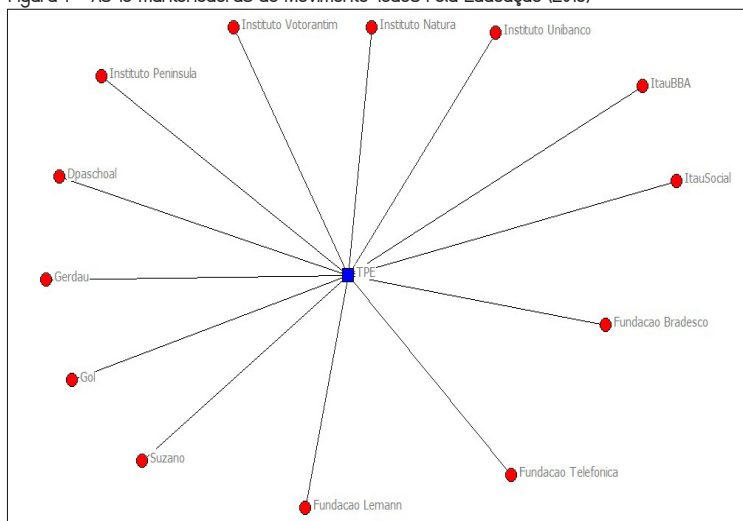 Instituto Votorantim
Instituto Natura
Instituto Unibanco
Instituto Peninsula
ItauBBA
Dpaschoal
ItauSocial
TPE
Gerdau
Fundacao Bradesco
Gol
Suzano
Fundacao Telefonica
Fundacao Lemann